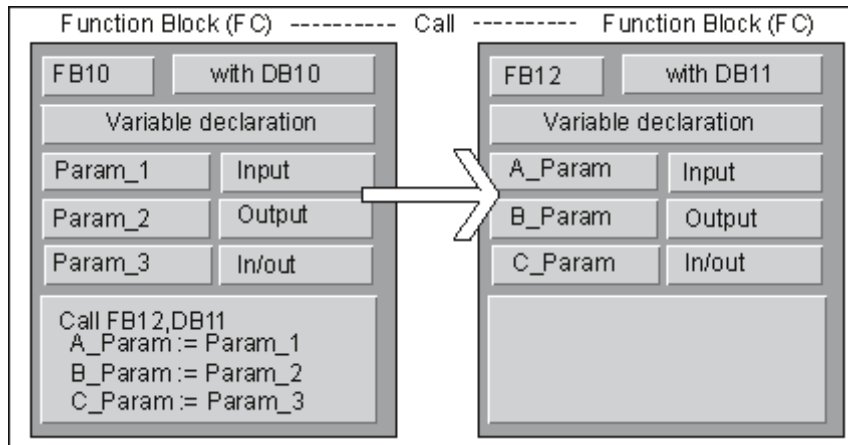 Function Block (FC) ---------- Call ---------- Function Block (FC)
FB10 with DB10
Variable declaration
Param_1 Input
Param_2 Output
Param_3 In/out
Call FB12,DB11
A_Param := Param_1
B_Param := Param_2
C_Param := Param_3
FB12 with DB11
Variable declaration
A_Param Input
B_Param Output
C_Param In/out